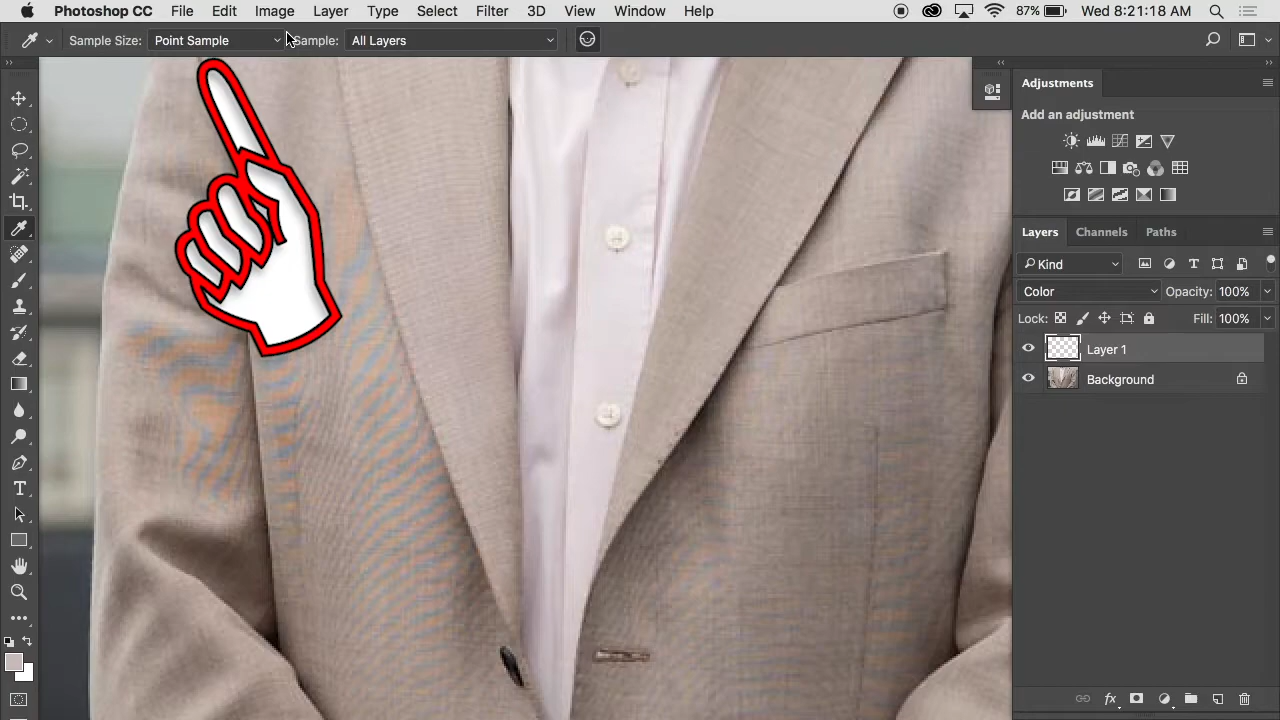 Photoshop CC File Edit Image Layer Type Select Filter 3D View Window Help 87% Wed 8:21:18 AM
Sample Size: Point Sample Sample: All Layers
Adjustments
Add an adjustment
Layers Channels Paths
Kind
Color Opacity: 100%
Lock: Fill: 100%
Layer 1
Background